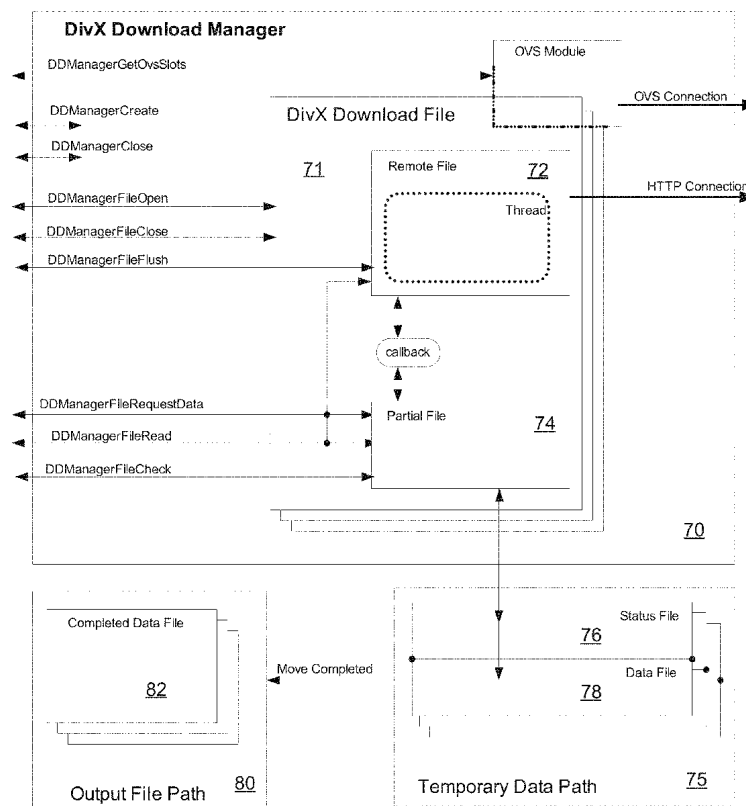 DivX Download Manager
OVS Module
DDManagerGetOvsSlots
OVS Connection
DDManagerCreate
DivX Download File
DDManagerClose
71
Remote File
72
HTTP Connection
DDManagerFileOpen
Thread
DDManagerFileClose
DDManagerFileFlush
callback
DDManagerFileRequestData
Partial File
74
DDManagerFileRead
DDManagerFileCheck
70
Completed Data File
Status File
76
Move Completed
Data File
82
78
Output File Path
80
Temporary Data Path
75